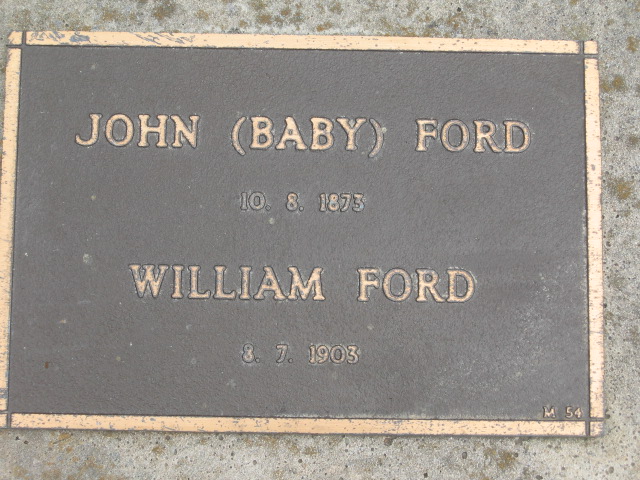 JOHN (BABY) FORD
10. 8. 1873
WILLIAM FORD
8. 7. 1903
M 54